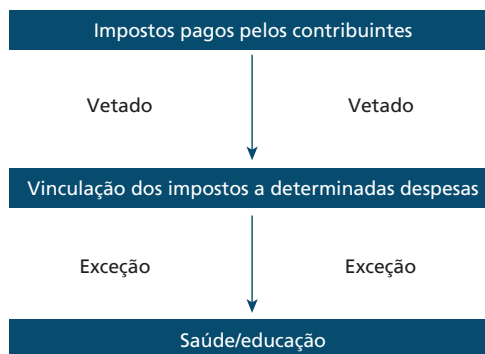 Impostos pagos pelos contribuintes
Vetado Vetado
Vinculação dos impostos a determinadas despesas
Exceção Exceção
Saúde/educação